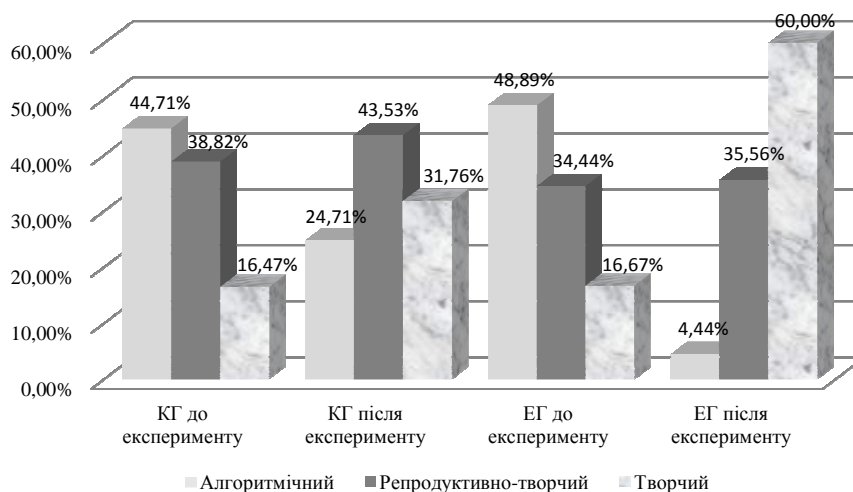 60,00%
50,00%
40,00%
30,00%
20,00%
10,00%
0,00%
44,71%
38,82%
16,47%
24,71%
43,53%
31,76%
48,89%
34,44%
16,67%
4,44%
35,56%
60,00%
КГ до
експерименту
КГ після
експерименту
ЕГ до
експерименту
ЕГ після
експерименту
Алгоритмічний Репродуктивно-творчий Творчий